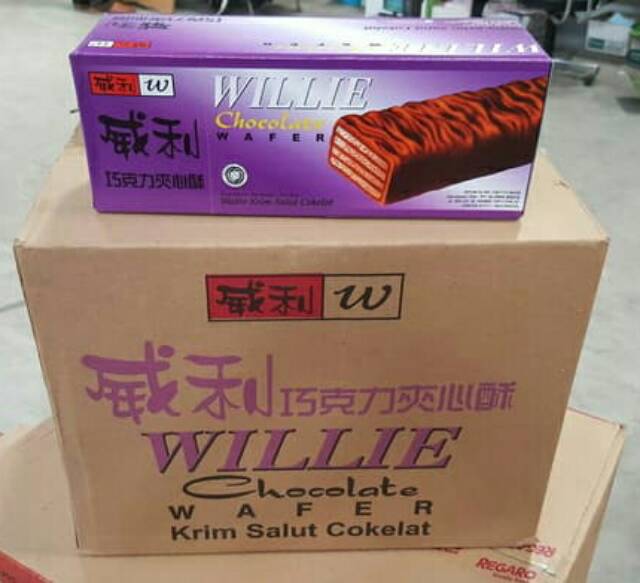 威利 W
WILLIE
威利
Chocolate
WAFER
巧克力夹心酥
Wafer Krim Salut Cokelat
威利 W
威利巧克力夹心酥
WILLIE
Chocolate
WAFER
Krim Salut Cokelat
REGARO